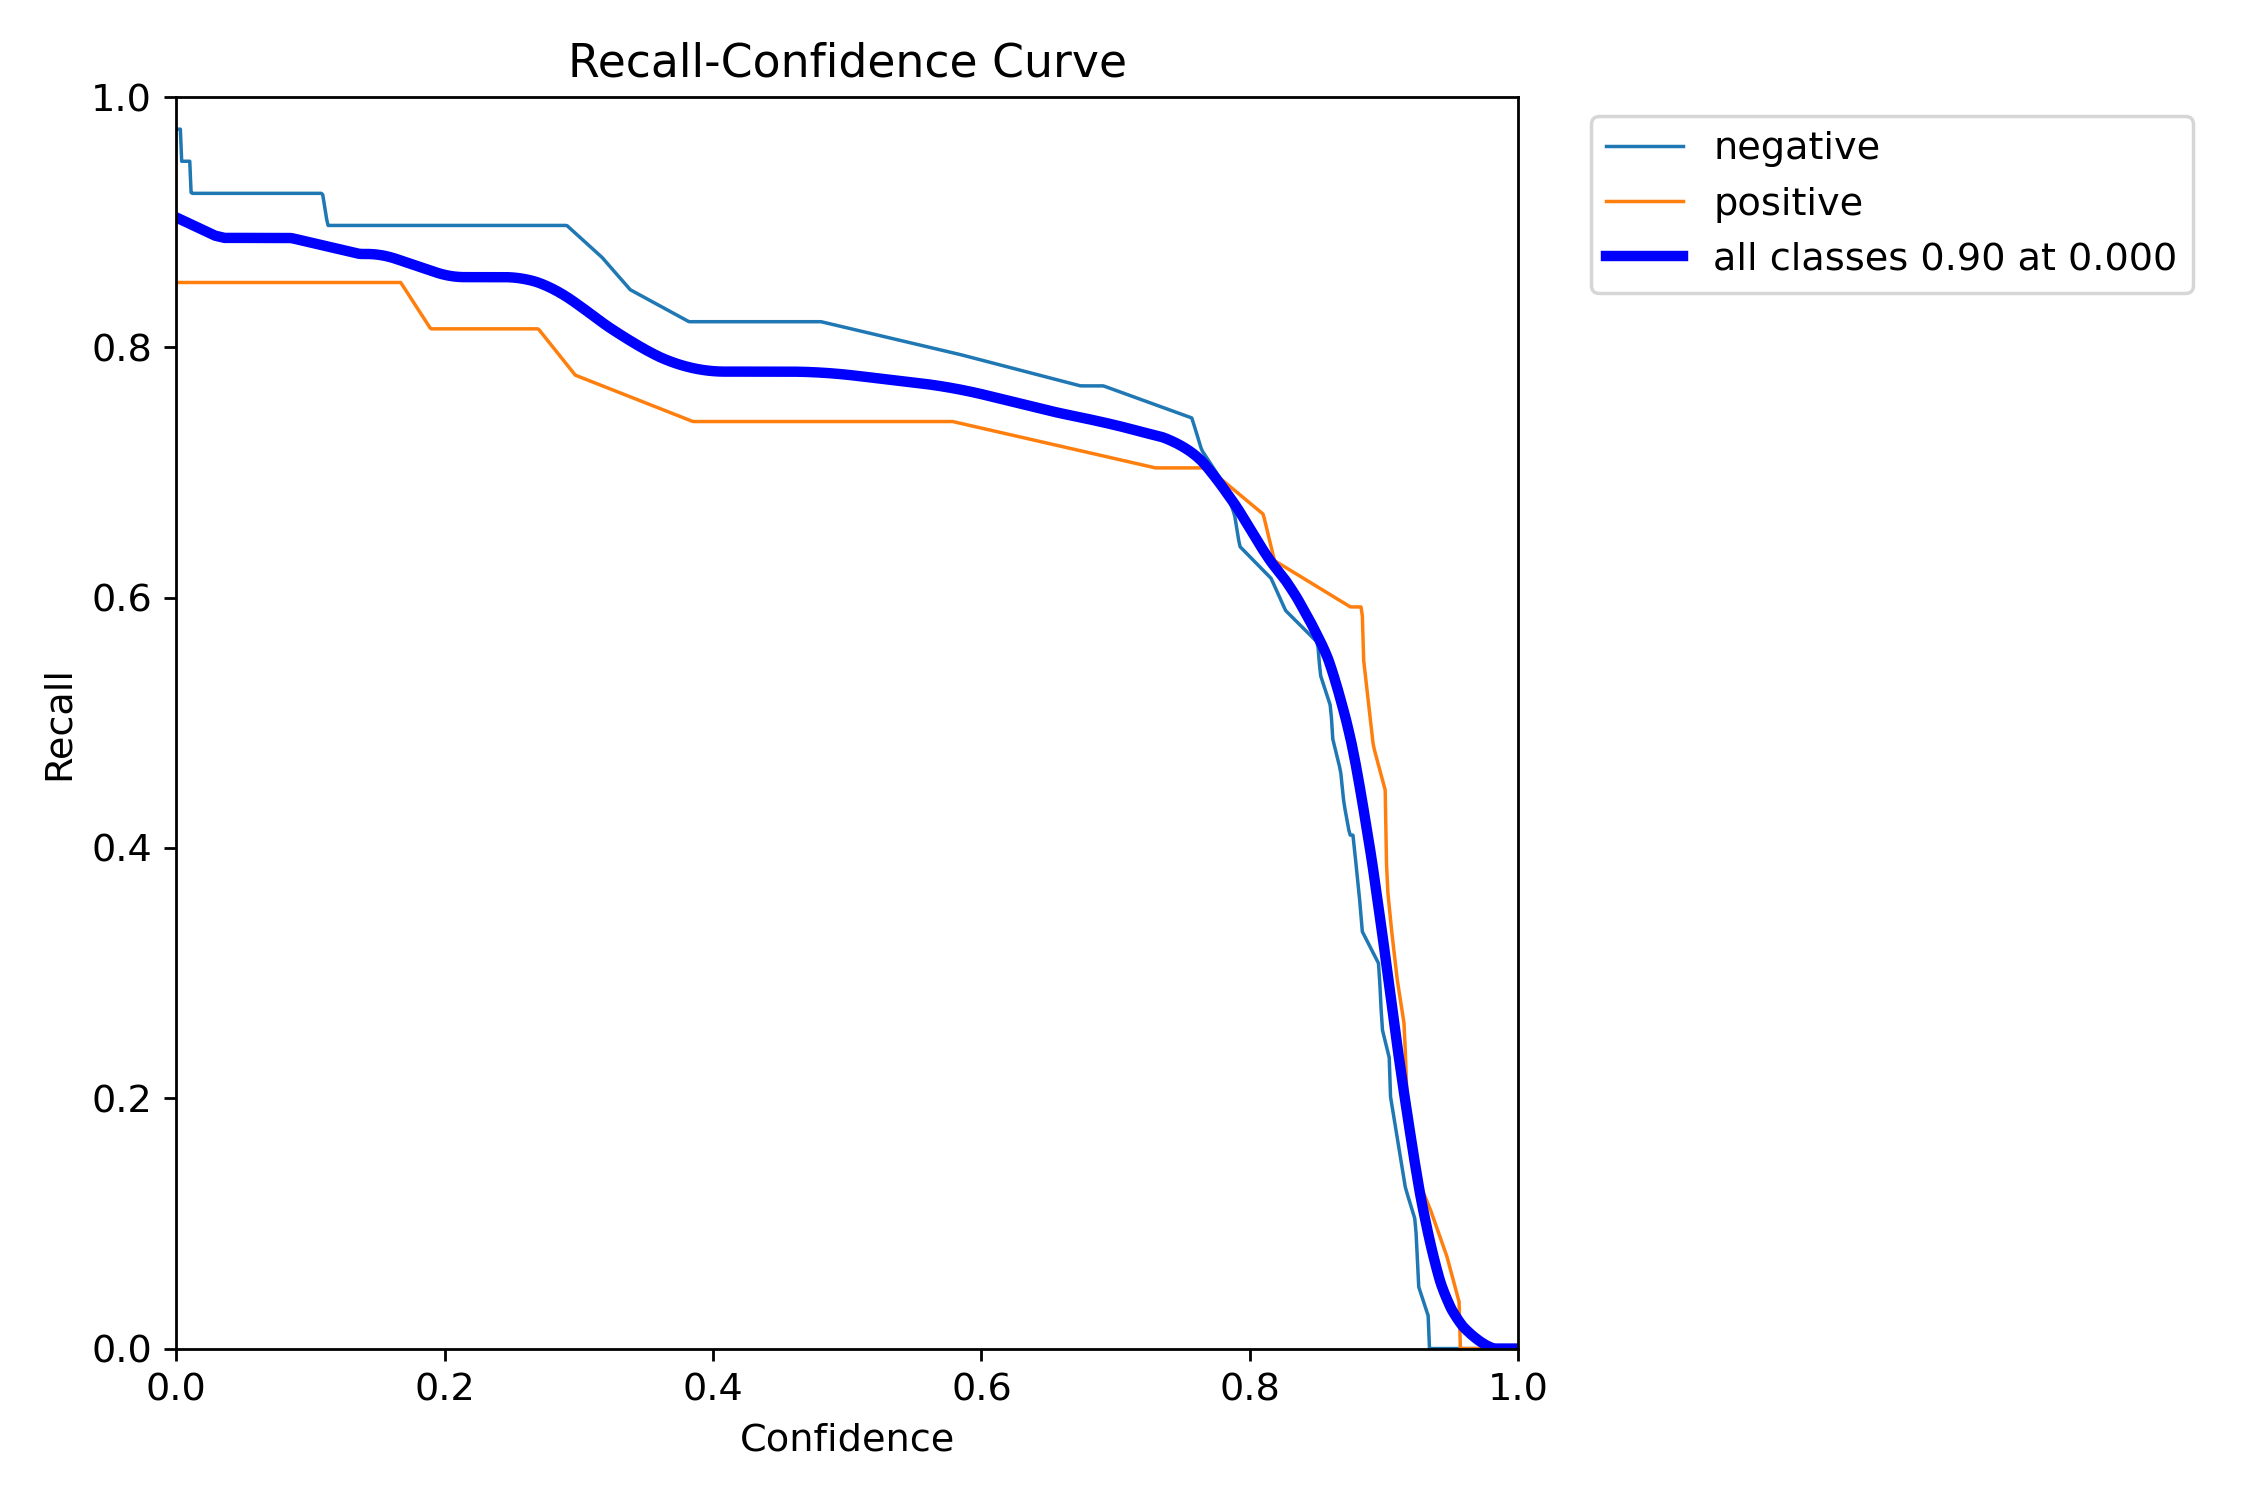 Recall-Confidence Curve
1.0
0.8
0.6
0.4
0.2
0.0
Recall
0.0 0.2 0.4 0.6 0.8 1.0
Confidence
negative
positive
all classes 0.90 at 0.000